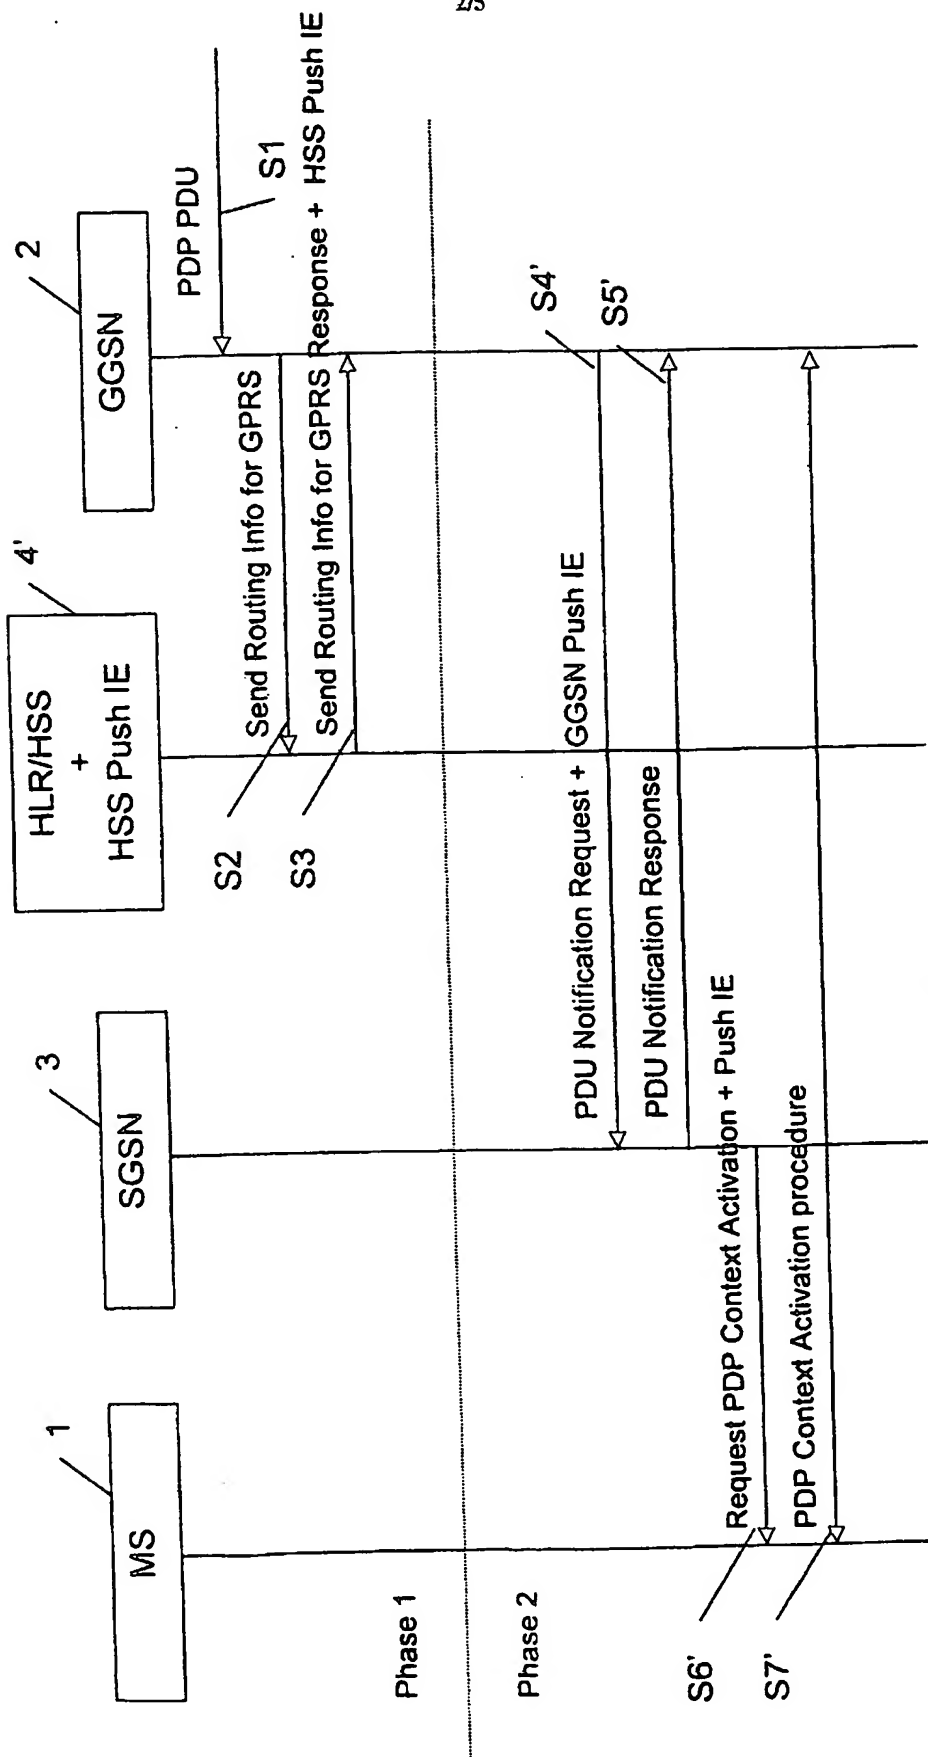 2/5
MS
1
SGSN
3
HLR/HSS
+
HSS Push IE
4'
GGSN
2
PDP PDU
S1
Send Routing Info for GPRS
S2
Send Routing Info for GPRS Response + HSS Push IE
S3
Phase 1
Phase 2
PDU Notification Request + GGSN Push IE
S4'
PDU Notification Response
S5'
Request PDP Context Activation + Push IE
S6'
PDP Context Activation procedure
S7'